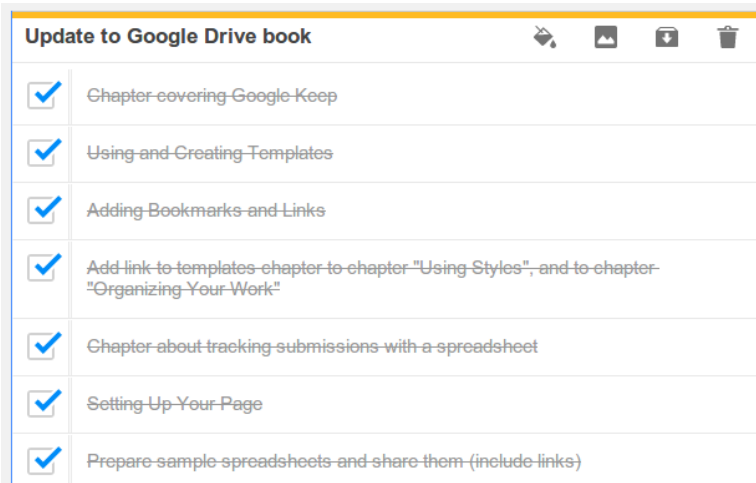 Update to Google Drive book
Chapter covering Google Keep
Using and Creating Templates
Adding Bookmarks and Links
Add link to templates chapter to chapter "Using Styles", and to chapter
"Organizing Your Work"
Chapter about tracking submissions with a spreadsheet
Setting Up Your Page
Prepare sample spreadsheets and share them (include links)